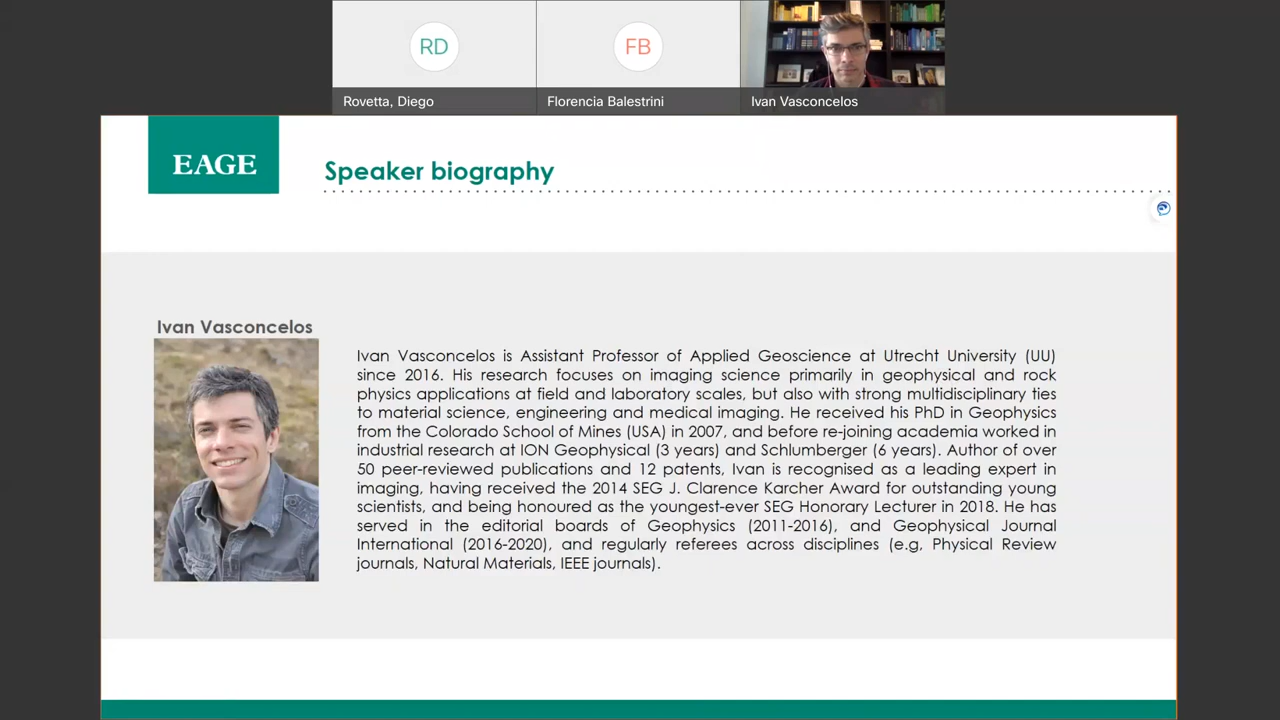 RD
FB
Rovetta, Diego
Florencia Balestrini
Ivan Vasconcelos
EAGE
Speaker biography
Ivan Vasconcelos
Ivan Vasconcelos is Assistant Professor of Applied Geoscience at Utrecht University (UU)
since 2016. His research focuses on imaging science primarily in geophysical and rock
physics applications at field and laboratory scales, but also with strong multidisciplinary ties
to material science, engineering and medical imaging. He received his PhD in Geophysics
from the Colorado School of Mines (USA) in 2007, and before re-joining academia worked in
industrial research at ION Geophysical (3 years) and Schlumberger (6 years). Author of over
50 peer-reviewed publications and 12 patents, Ivan is recognised as a leading expert in
imaging, having received the 2014 SEG J. Clarence Karcher Award for outstanding young
scientists, and being honoured as the youngest-ever SEG Honorary Lecturer in 2018. He has
served in the editorial boards of Geophysics (2011-2016), and Geophysical Journal
International (2016-2020), and regularly referees across disciplines (e.g, Physical Review
journals, Natural Materials, IEEE journals).